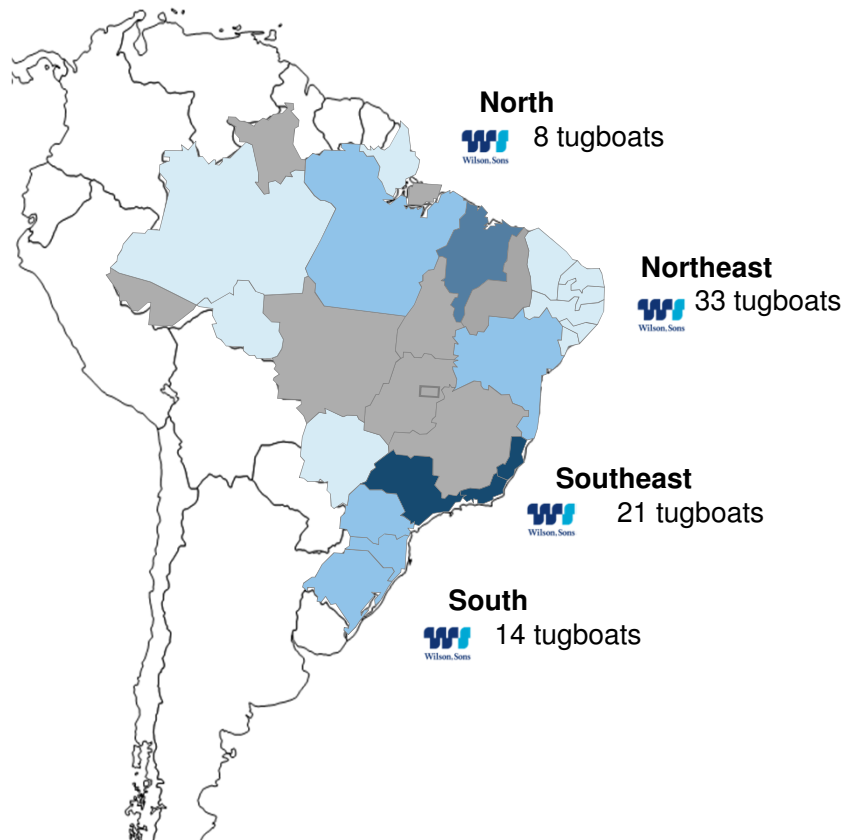 North
8 tugboats
Wilson, Sons
Northeast
33 tugboats
Wilson, Sons
Southeast
21 tugboats
Wilson, Sons
South
14 tugboats
Wilson, Sons